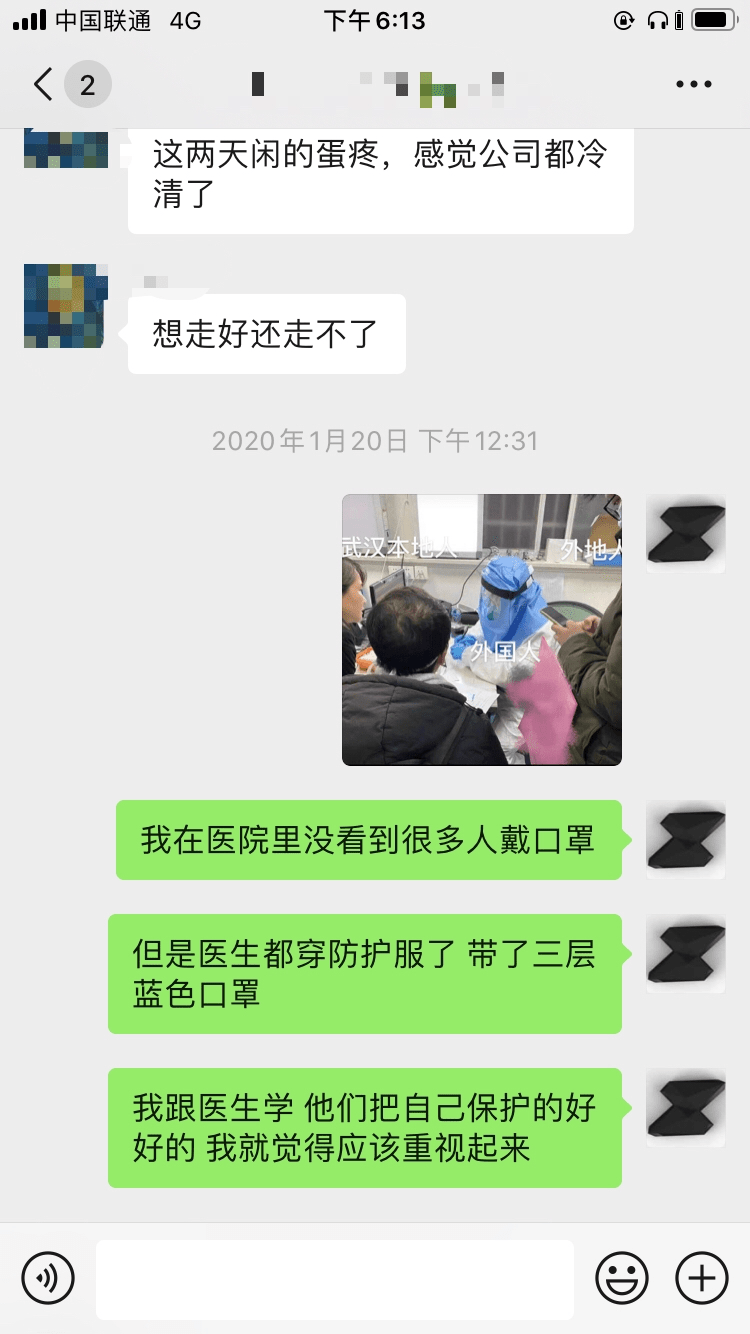 中国联通 4G 下午6:13
2
这两天闲的蛋疼，感觉公司都冷
清了
想走好还走不了
2020年1月20日 下午12:31
武汉本地人
外地人
外国人
我在医院里没看到很多人戴口罩
但是医生都穿防护服了 带了三层
蓝色口罩
我跟医生学 他们把自己保护的好
好的 我就觉得应该重视起来